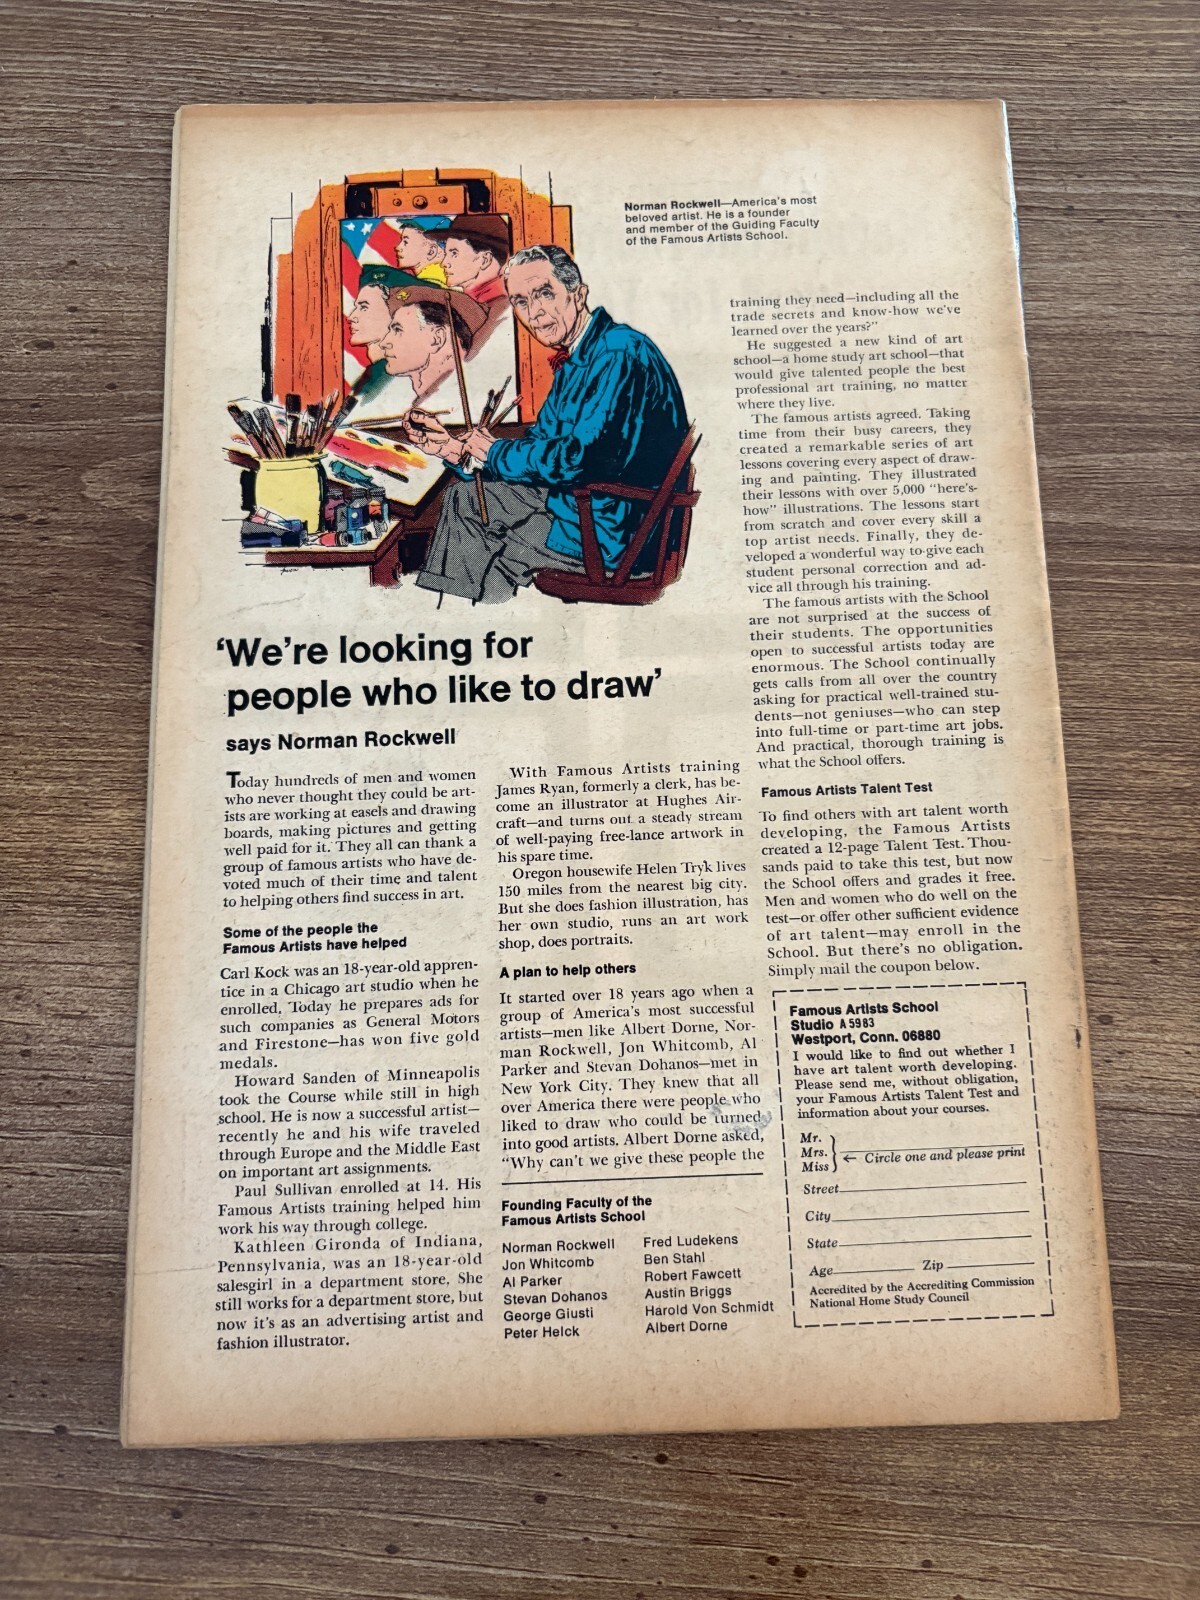 Norman Rockwell—America's most
beloved artist. He is a founder
and member of the Guiding Faculty
of the Famous Artists School.
'We're looking for
people who like to draw'
says Norman Rockwell
Today hundreds of men and women
who never thought they could be art-
ists are working at easels and drawing
boards, making pictures and getting
well paid for it. They all can thank a
group of famous artists who have de-
voted much of their time and talent
to helping others find success in art.
Some of the people the
Famous Artists have helped
Carl Kock was an 18-year-old appren-
tice in a Chicago art studio when he
enrolled. Today he prepares ads for
such companies as General Motors
and Firestone—has won five gold
medals.
Howard Sanden of Minneapolis
took the Course while still in high
school. He is now a successful artist—
recently he and his wife traveled
through Europe and the Middle East
on important art assignments.
Paul Sullivan enrolled at 14. His
Famous Artists training helped him
work his way through college.
Kathleen Gironda of Indiana,
Pennsylvania, was an 18-year-old
salesgirl in a department store. She
still works for a department store, but
now it's as an advertising artist and
fashion illustrator.
With Famous Artists training
James Ryan, formerly a clerk, has be-
come an illustrator at Hughes Air-
craft—and turns out a steady stream
of well-paying free-lance artwork in
his spare time.
Oregon housewife Helen Tryk lives
150 miles from the nearest big city.
But she does fashion illustration, has
her own studio, runs an art work
shop, does portraits.
A plan to help others
It started over 18 years ago when a
group of America's most successful
artists—men like Albert Dorne, Nor-
man Rockwell, Jon Whitcomb, Al
Parker and Stevan Dohanos—met in
New York City. They knew that all
over America there were people who
liked to draw who could be turned
into good artists. Albert Dorne asked,
"Why can't we give these people the
Founding Faculty of the
Famous Artists School
Norman Rockwell
Jon Whitcomb
Al Parker
Stevan Dohanos
George Giusti
Peter Helck
Fred Ludekens
Ben Stahl
Robert Fawcett
Austin Briggs
Harold Von Schmidt
Albert Dorne
training they need—including all the
trade secrets and know-how we've
learned over the years?"
He suggested a new kind of art
school—a home study art school—that
would give talented people the best
professional art training, no matter
where they live.
The famous artists agreed. Taking
time from their busy careers, they
created a remarkable series of art
lessons covering every aspect of draw-
ing and painting. They illustrated
their lessons with over 5,000 "here's-
how" illustrations. The lessons start
from scratch and cover every skill a
top artist needs. Finally, they de-
veloped a wonderful way to give each
student personal correction and ad-
vice all through his training.
The famous artists with the School
are not surprised at the success of
their students. The opportunities
open to successful artists today are
enormous. The School continually
gets calls from all over the country
asking for practical well-trained stu-
dents—not geniuses—who can step
into full-time or part-time art jobs.
And practical, thorough training is
what the School offers.
Famous Artists Talent Test
To find others with art talent worth
developing, the Famous Artists
created a 12-page Talent Test. Thou-
sands paid to take this test, but now
the School offers and grades it free.
Men and women who do well on the
test—or offer other sufficient evidence
of art talent—may enroll in the
School. But there's no obligation.
Simply mail the coupon below.
Famous Artists School
Studio A5983
Westport, Conn. 06880
I would like to find out whether I
have art talent worth developing.
Please send me, without obligation,
your Famous Artists Talent Test and
information about your courses.
Mr.
Mrs. ← Circle one and please print
Miss
Street
City
State
Age Zip
Accredited by the Accrediting Commission
National Home Study Council